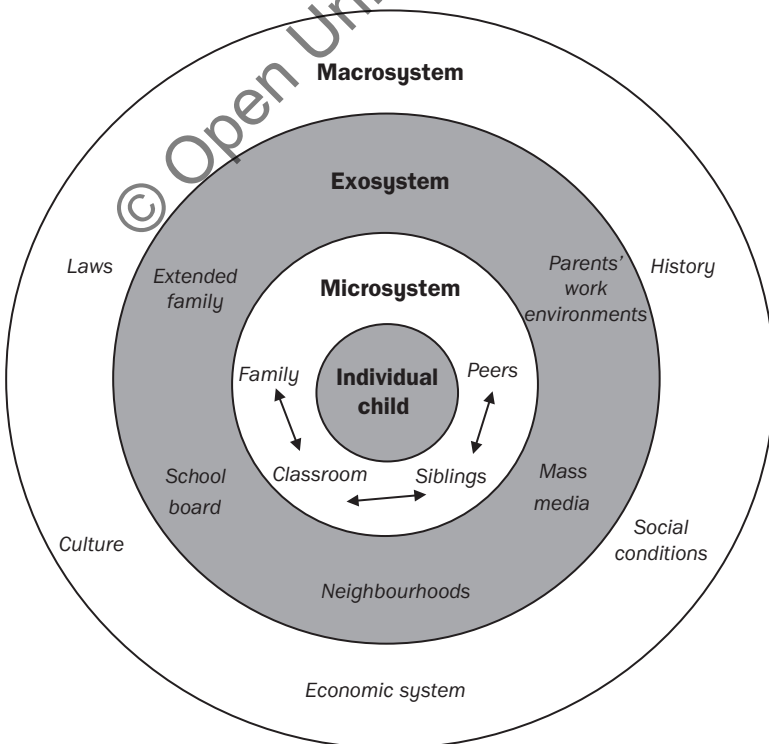 © Open Uni
Macrosystem
Exosystem
Laws
Extended
family
Microsystem
Parents’
work
environments
History
Family
Individual
child
Peers
Classroom
Siblings
School
board
Mass
media
Culture
Social
conditions
Neighbourhoods
Economic system